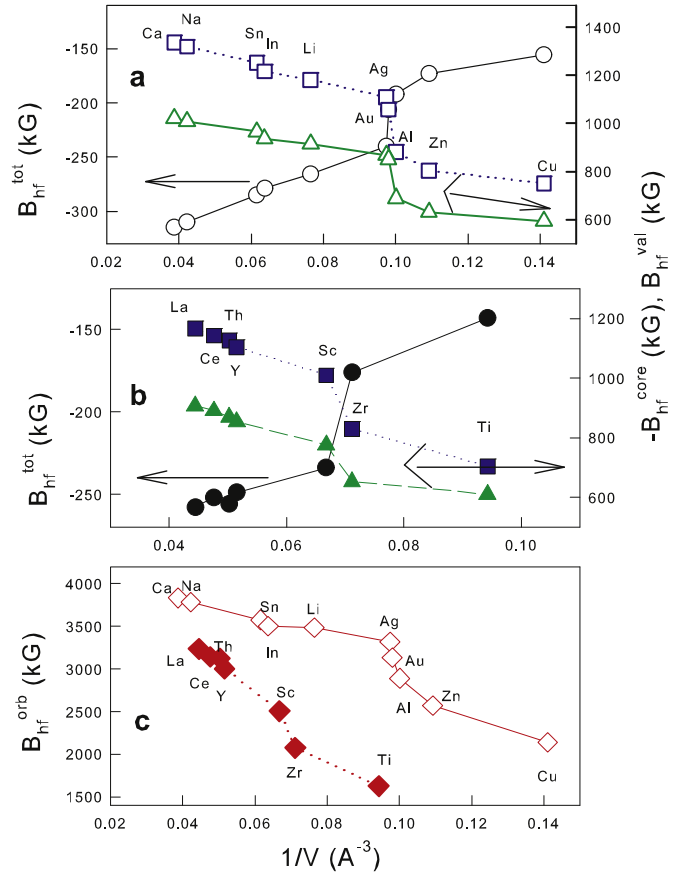 -150
-200
-250
-300
B_hf^tot (kG)
1400
1200
1000
800
600
Ca
Na
Sn
In
Li
Ag
Au
Al
Zn
Cu
a
0.02 0.04 0.06 0.08 0.10 0.12 0.14
-B_hf^core (kG), B_hf^val (kG)
-150
-200
-250
B_hf^tot (kG)
1200
1000
800
600
La
Ce
Th
Y
Sc
Zr
Ti
b
0.04 0.06 0.08 0.10
4000
3500
3000
2500
2000
1500
B_hf^orb (kG)
Ca
Na
Sn
In
Li
Ag
Au
Al
Zn
Cu
La
Ce
Th
Y
Sc
Zr
Ti
c
0.02 0.04 0.06 0.08 0.10 0.12 0.14
1/V (A^-3)